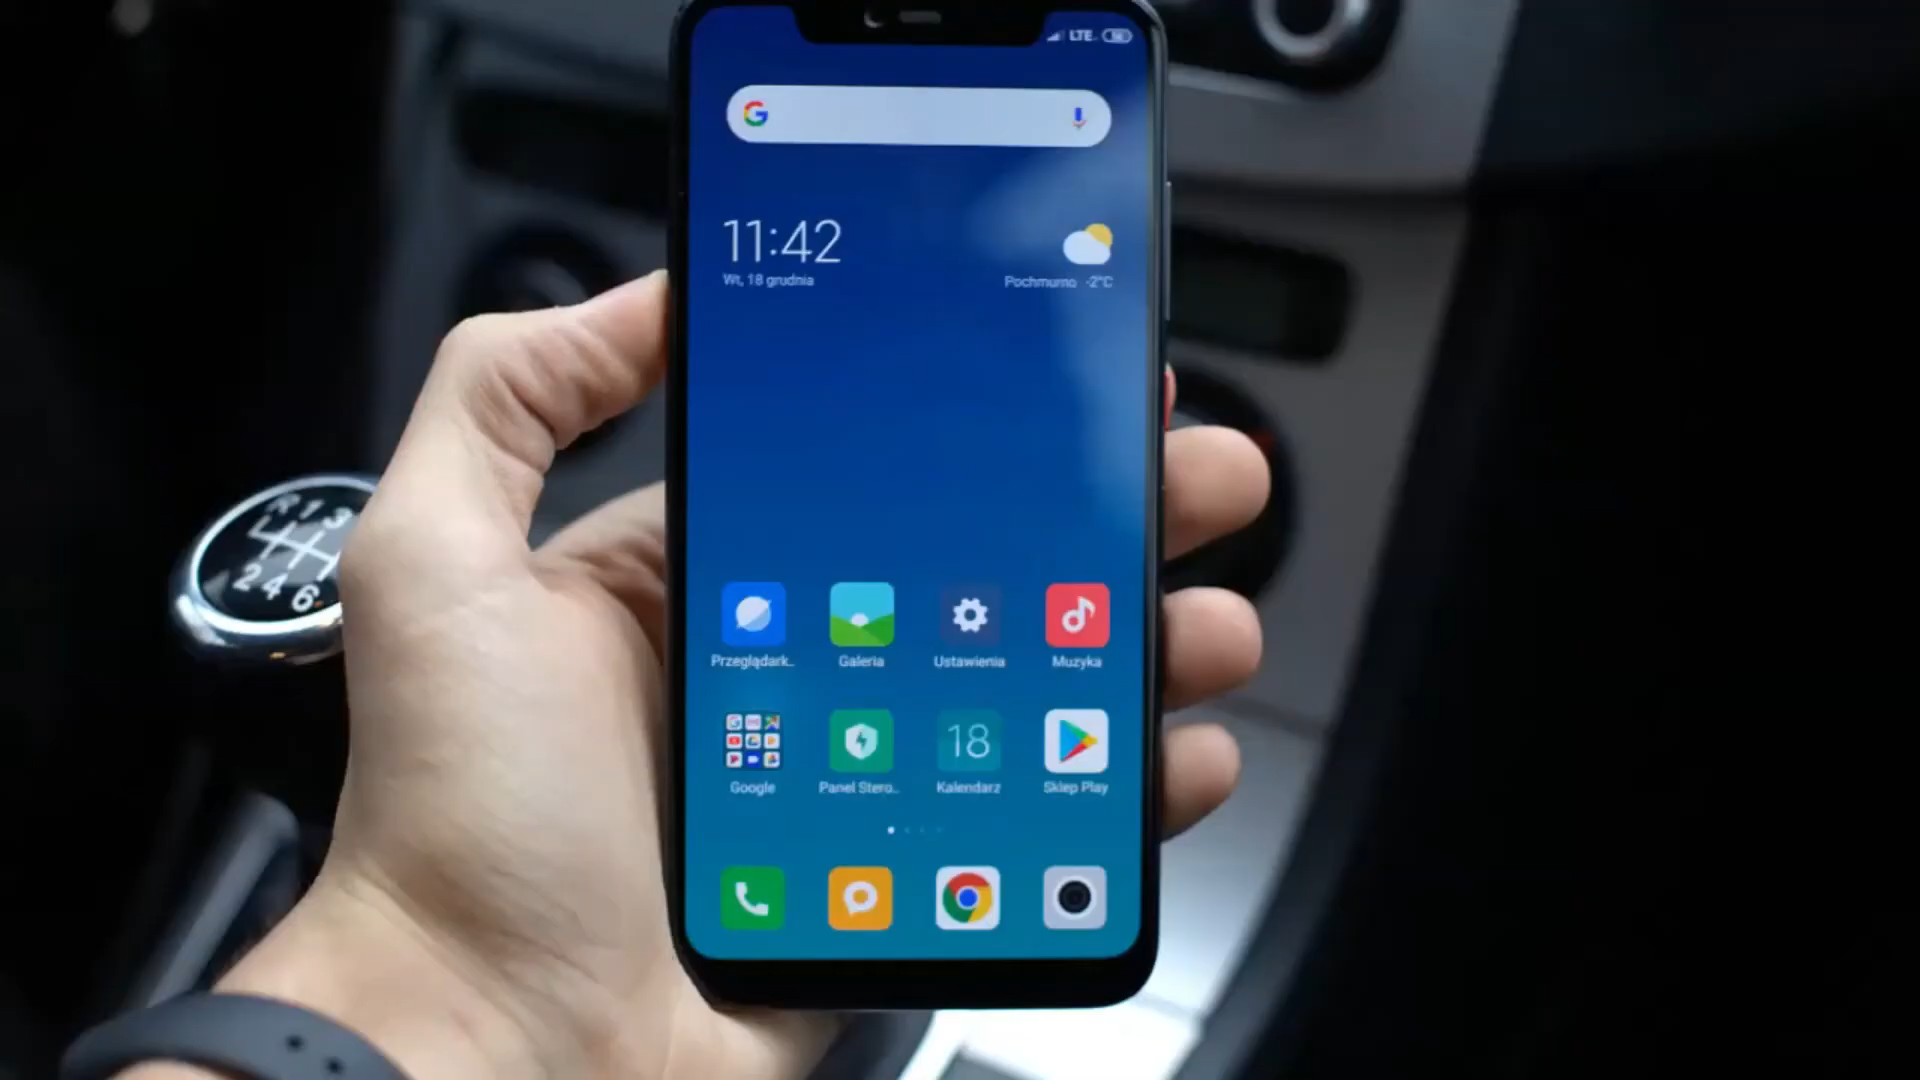 LTE
11:42
Wt, 18 grudnia
Pochmurno -2°C
R 1 3
2 4 6
Przeglądark..
Galeria
Ustawienia
Muzyka
18
Google
Panel Stero..
Kalendarz
Sklep Play